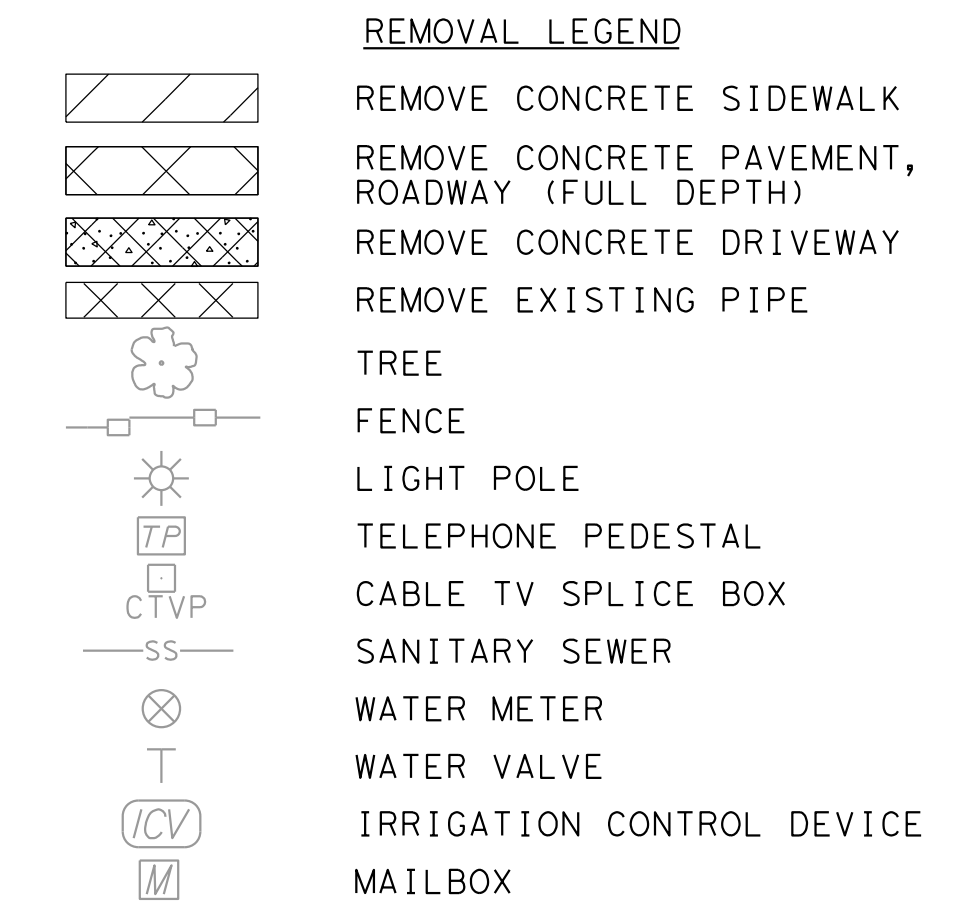 REMOVAL LEGEND
REMOVE CONCRETE SIDEWALK
REMOVE CONCRETE PAVEMENT,
ROADWAY (FULL DEPTH)
REMOVE CONCRETE DRIVEWAY
REMOVE EXISTING PIPE
TREE
FENCE
LIGHT POLE
TP TELEPHONE PEDESTAL
CTVP CABLE TV SPLICE BOX
SS SANITARY SEWER
WATER METER
WATER VALVE
ICV IRRIGATION CONTROL DEVICE
M MAILBOX